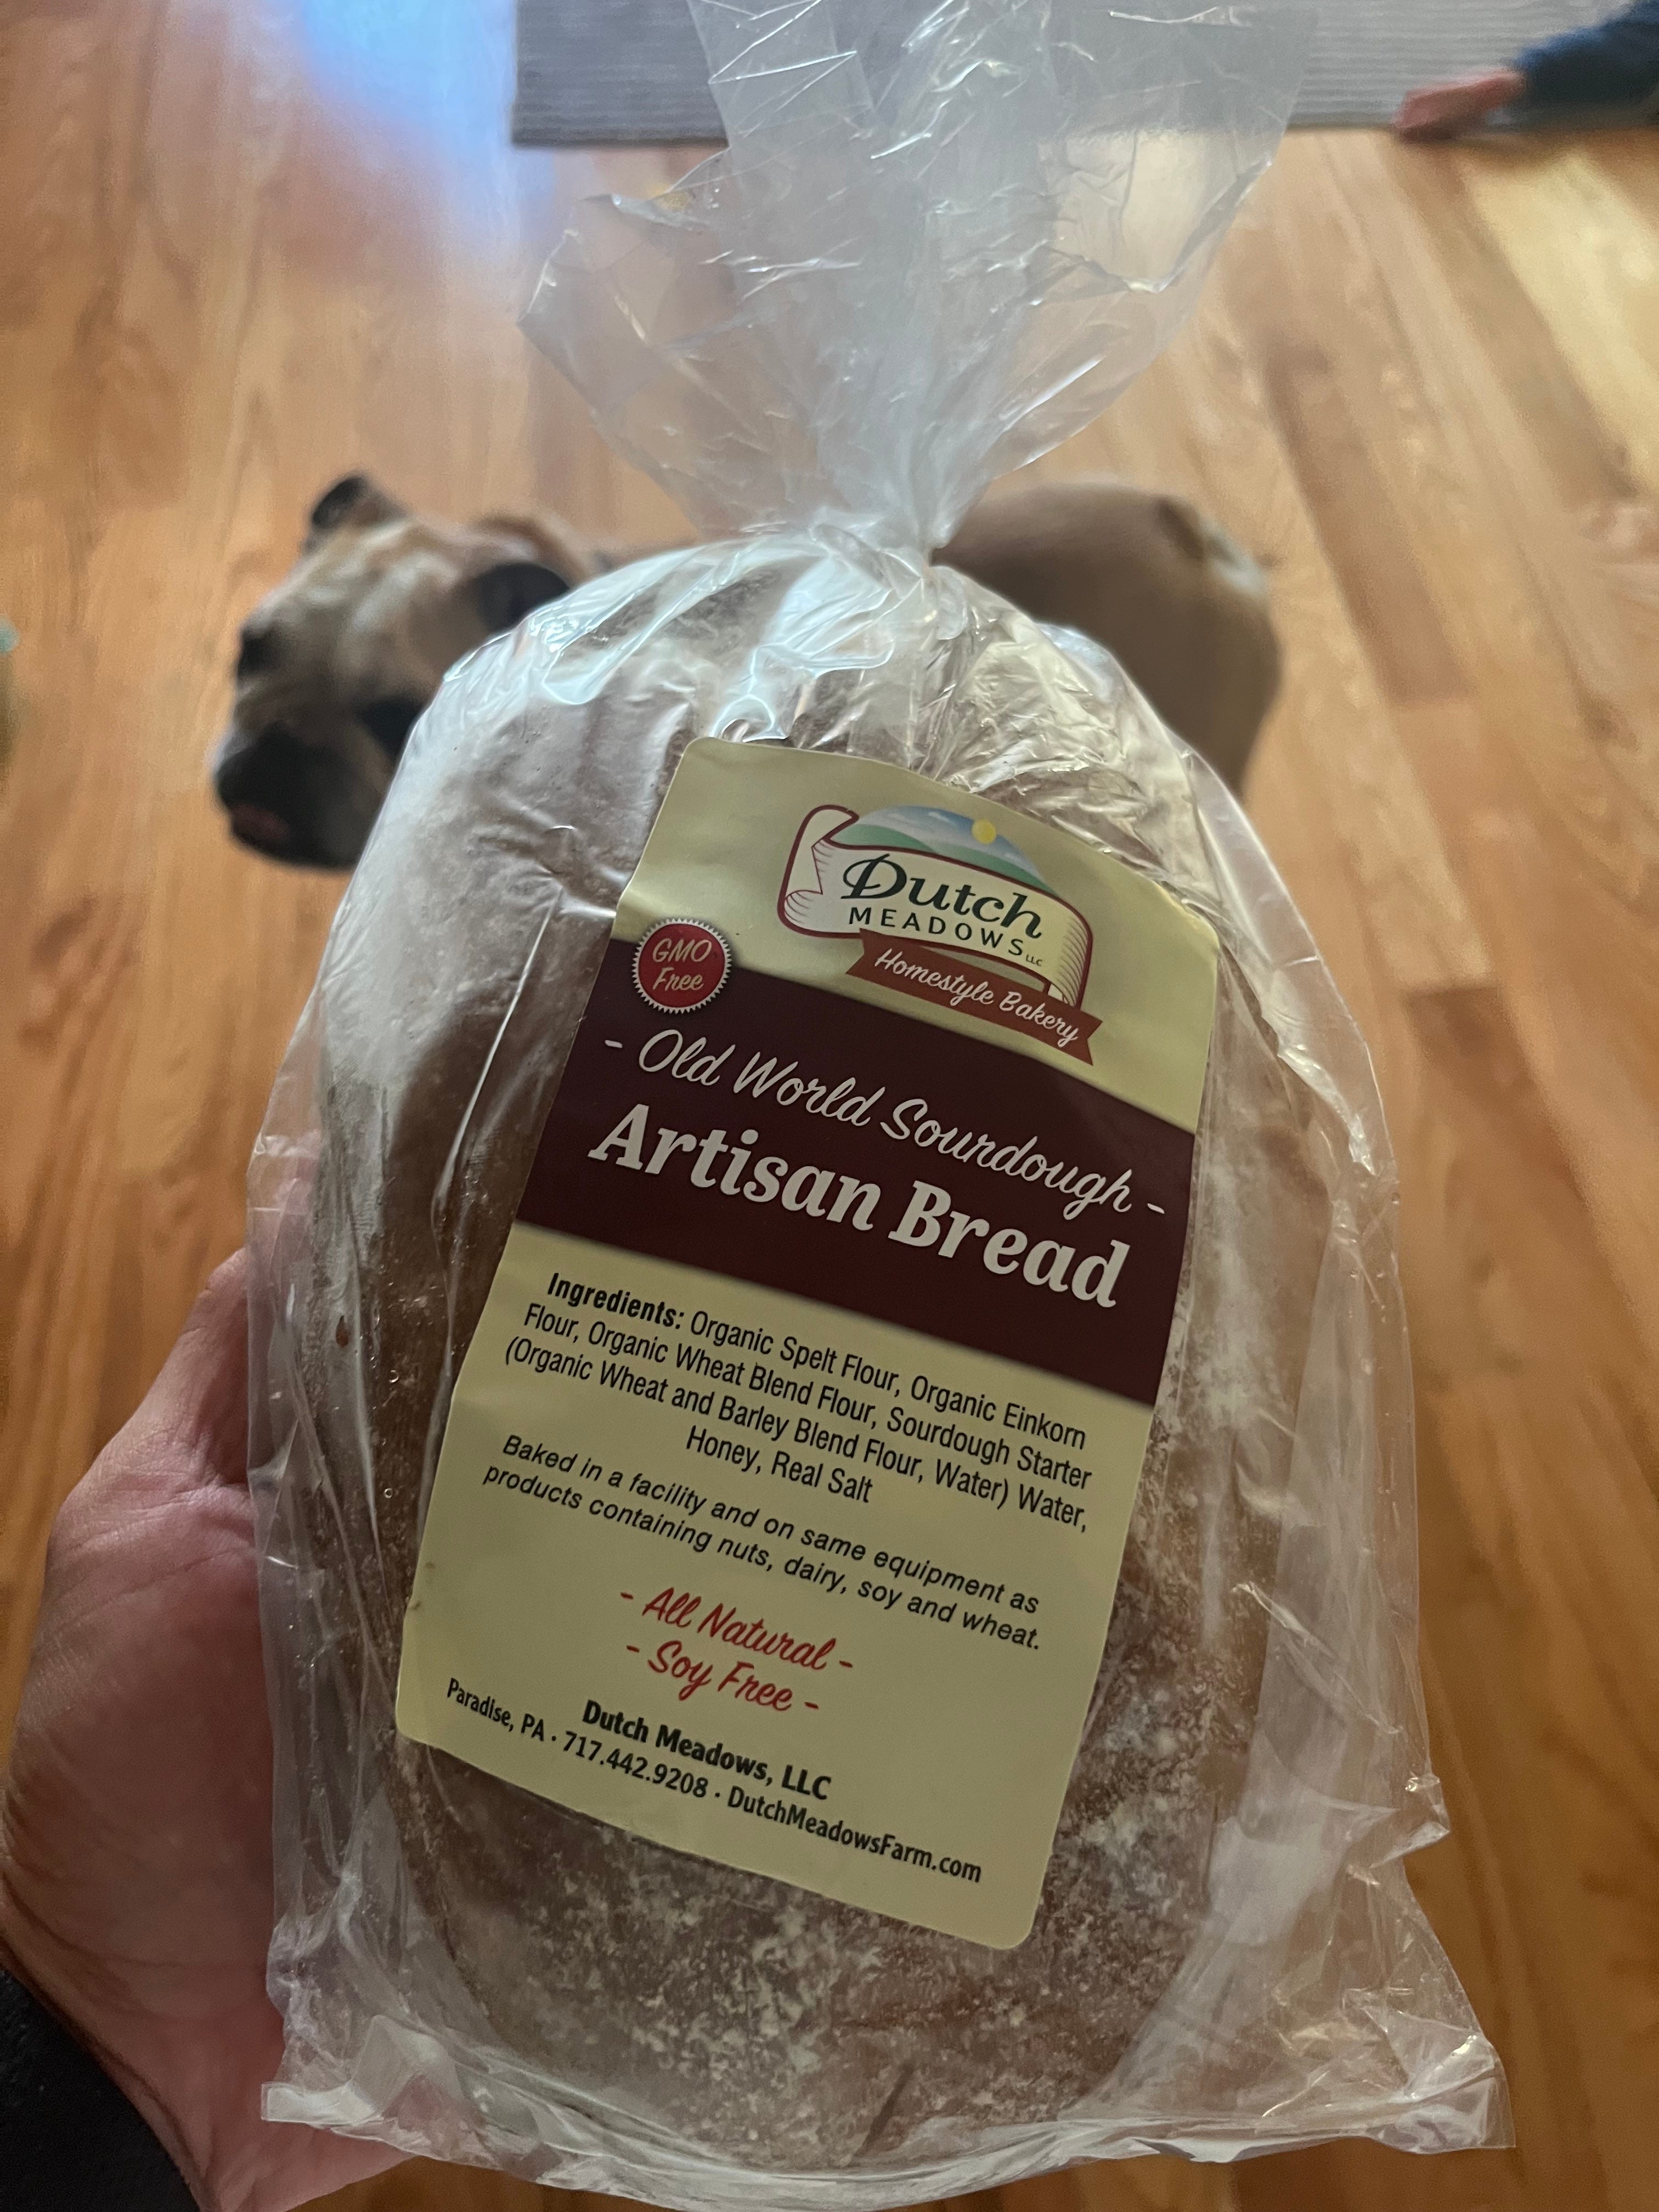 Dutch
MEADOWS LLC
Homestyle Bakery
GMO
Free
- Old World Sourdough -
Artisan Bread
Ingredients: Organic Spelt Flour, Organic Einkorn
Flour, Organic Wheat Blend Flour, Sourdough Starter
(Organic Wheat and Barley Blend Flour, Water) Water,
Honey, Real Salt
Baked in a facility and on same equipment as
products containing nuts, dairy, soy and wheat.
- All Natural -
- Soy Free -
Dutch Meadows, LLC
Paradise, PA · 717.442.9208 · DutchMeadowsFarm.com